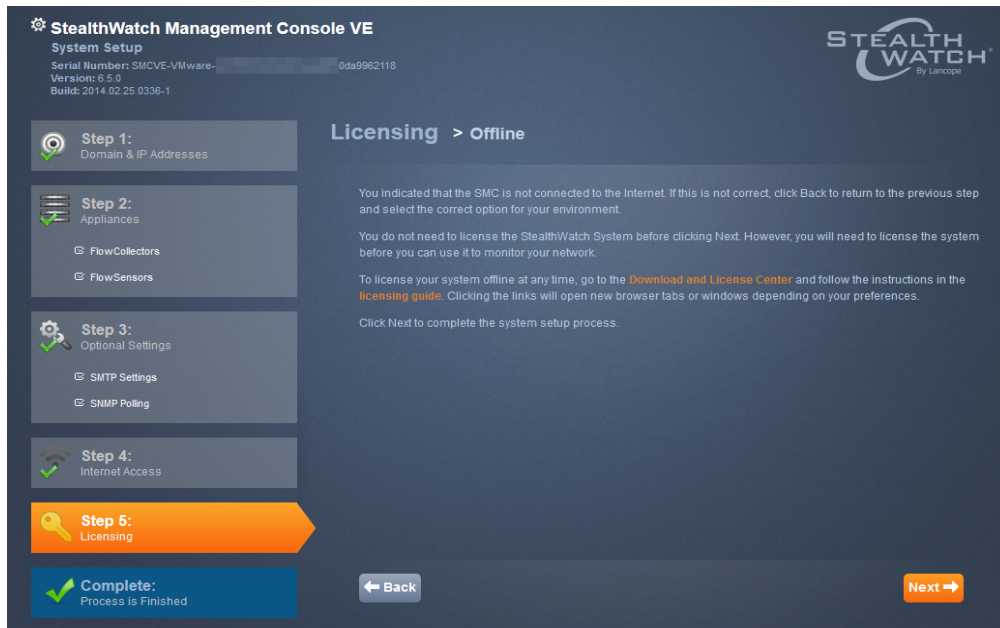 StealthWatch Management Console VE
System Setup
Serial Number: SMCVE-VMware- 0da9962118
Version: 6.5.0
Build: 2014.02.25.0336-1
STEALTH
WATCH
By Lancope
Step 1:
Domain & IP Addresses
Step 2:
Appliances
FlowCollectors
FlowSensors
Step 3:
Optional Settings
SMTP Settings
SNMP Polling
Step 4:
Internet Access
Step 5:
Licensing
Complete:
Process is Finished
Licensing > Offline
You indicated that the SMC is not connected to the Internet. If this is not correct, click Back to return to the previous step
and select the correct option for your environment.
You do not need to license the StealthWatch System before clicking Next. However, you will need to license the system
before you can use it to monitor your network.
To license your system offline at any time, go to the Download and License Center and follow the instructions in the
licensing guide. Clicking the links will open new browser tabs or windows depending on your preferences.
Click Next to complete the system setup process.
Back
Next